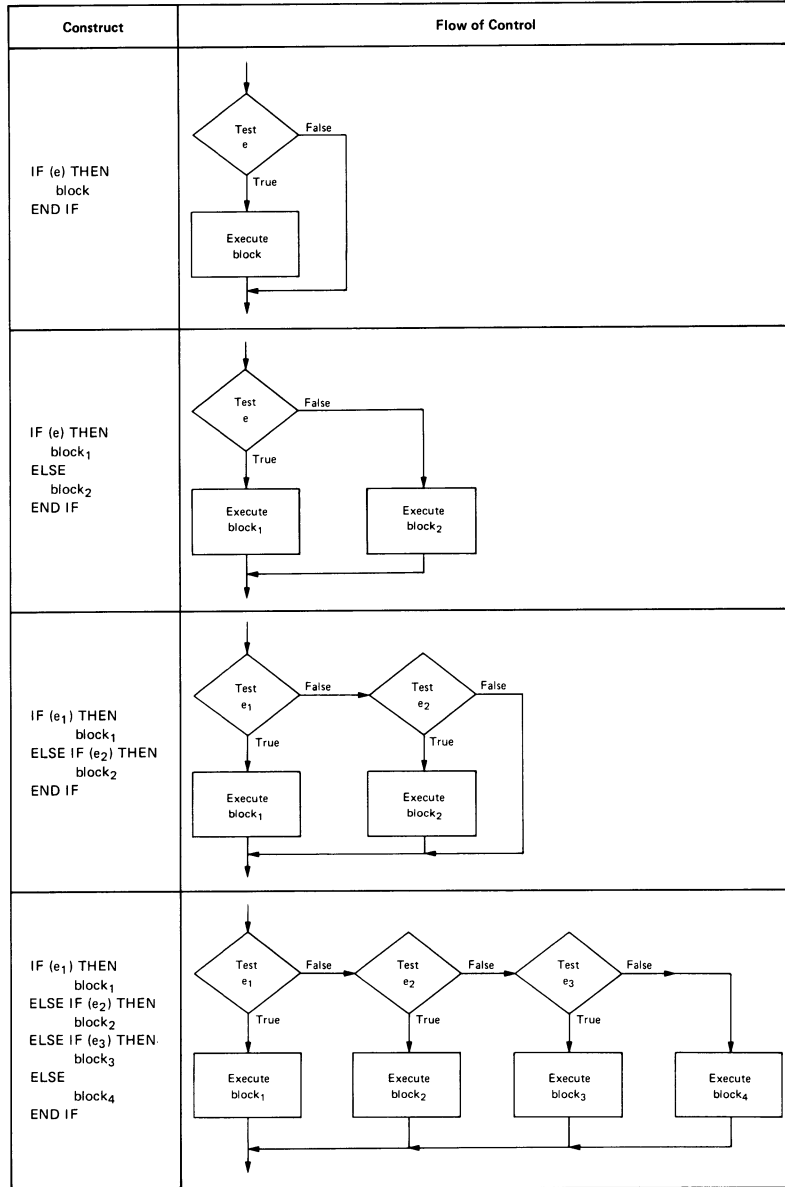 Construct
Flow of Control
IF (e) THEN
block
END IF
Test
e
False
True
Execute
block
IF (e) THEN
block₁
ELSE
block₂
END IF
Test
e
False
True
Execute
block₁
Execute
block₂
IF (e₁) THEN
block₁
ELSE IF (e₂) THEN
block₂
END IF
Test
e₁
False
Test
e₂
False
True
True
Execute
block₁
Execute
block₂
IF (e₁) THEN
block₁
ELSE IF (e₂) THEN
block₂
ELSE IF (e₃) THEN
block₃
ELSE
block₄
END IF
Test
e₁
False
Test
e₂
False
Test
e₃
False
True
True
True
Execute
block₁
Execute
block₂
Execute
block₃
Execute
block₄